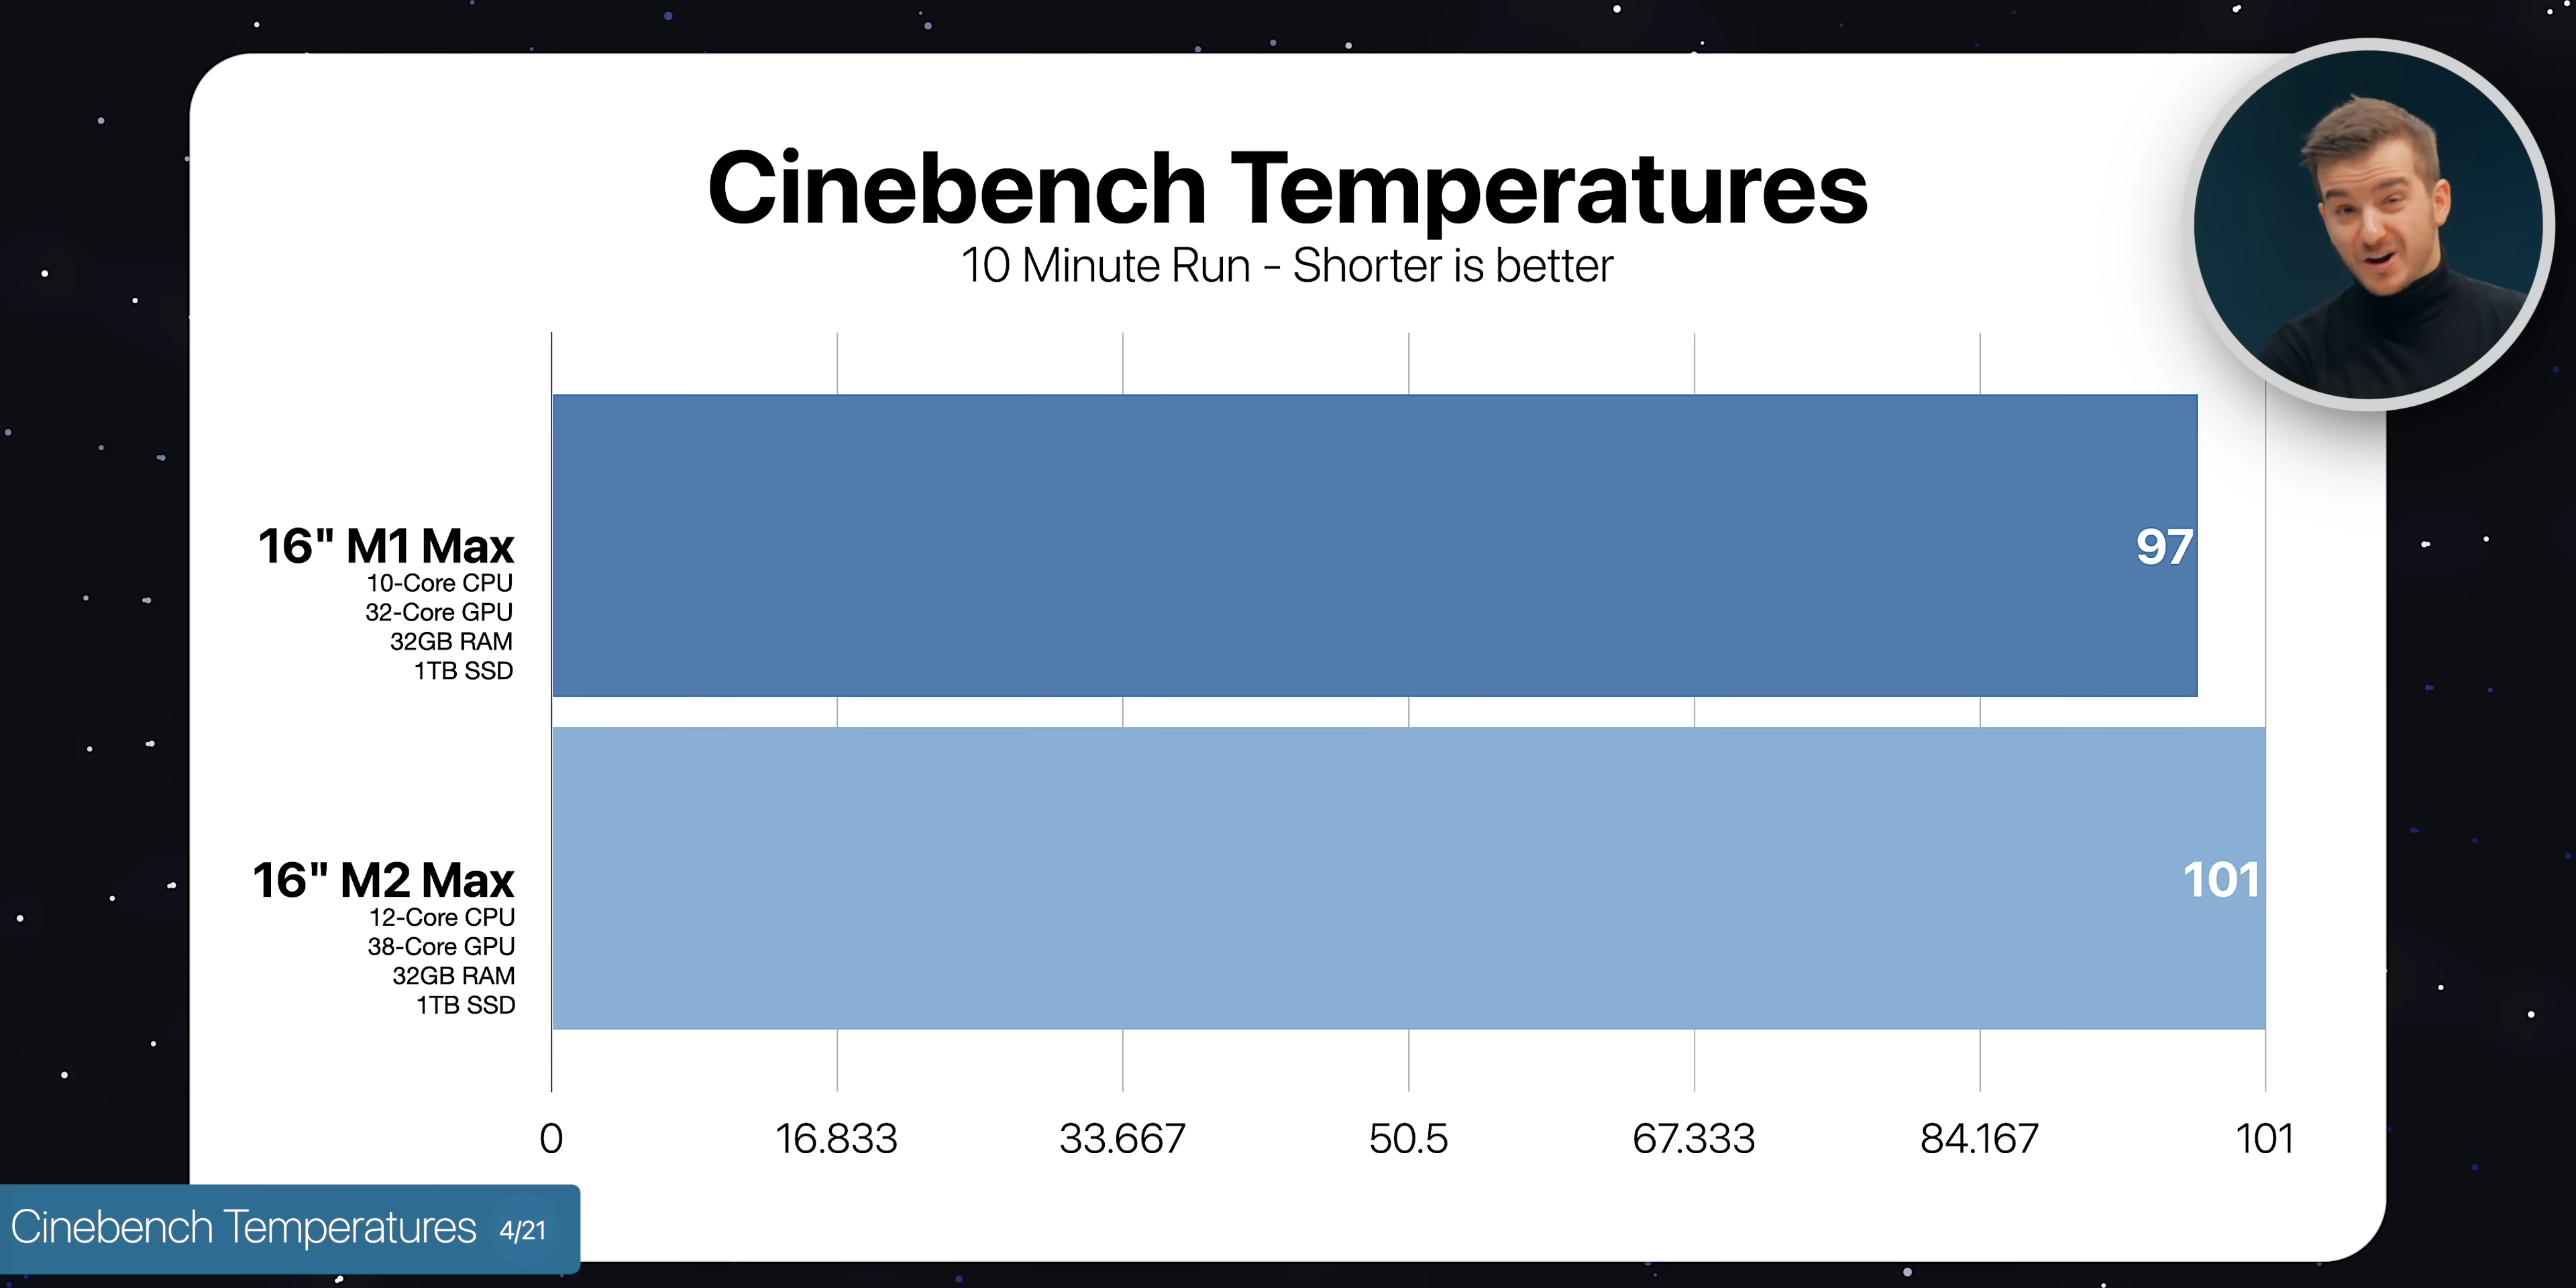 Cinebench Temperatures
10 Minute Run - Shorter is better
16" M1 Max
10-Core CPU
32-Core GPU
32GB RAM
1TB SSD
97
16" M2 Max
12-Core CPU
38-Core GPU
32GB RAM
1TB SSD
101
0 16.833 33.667 50.5 67.333 84.167 101
Cinebench Temperatures 4/21